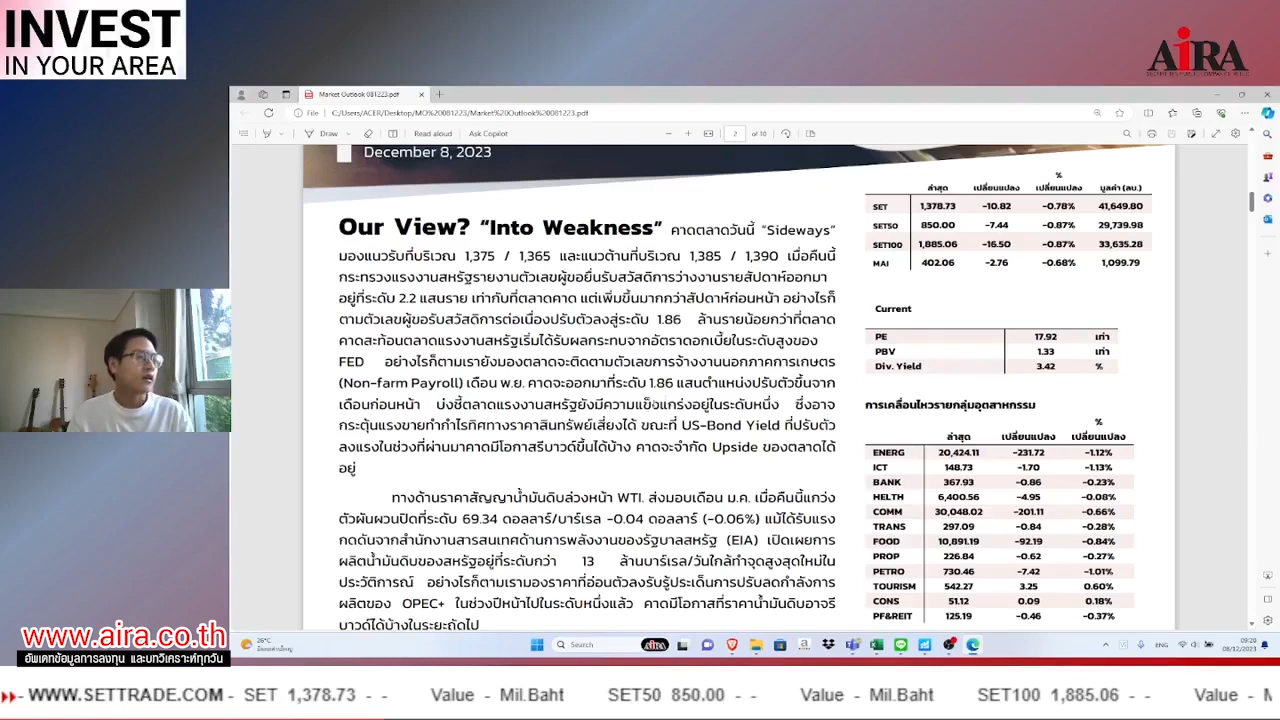 INVEST
IN YOUR AREA
AiRA
Market Outlook 081223.pdf
File
C:/Users/ACER/Desktop/MO%20081223/Market%20Outlook%20081223.pdf
Draw
Read aloud
Ask Copilot
2
of 10
December 8, 2023
Our View? “Into Weakness” คาดตลาดวันนี้ “Sideways”
มองแนวรับที่บริเวณ 1,375 / 1,365 และแนวต้านที่บริเวณ 1,385 / 1,390 เมื่อคืนนี้
กระทรวงแรงงานสหรัฐรายงานตัวเลขผู้ขอยื่นรับสวัสดิการว่างงานรายสัปดาห์ออกมา
อยู่ที่ระดับ 2.2 แสนราย เท่ากับที่ตลาดคาด แต่เพิ่มขึ้นมากกว่าสัปดาห์ก่อนหน้า อย่างไรก็
ตามตัวเลขผู้ขอรับสวัสดิการต่อเนื่องปรับตัวลงสู่ระดับ 1.86 ล้านรายน้อยกว่าที่ตลาด
คาดสะท้อนตลาดแรงงานสหรัฐเริ่มได้รับผลกระทบจากอัตราดอกเบี้ยในระดับสูงของ
FED อย่างไรก็ตามเรายังมองตลาดจะติดตามตัวเลขการจ้างงานนอกภาคการเกษตร
(Non-farm Payroll) เดือน พ.ย. คาดจะออกมาที่ระดับ 1.86 แสนตำแหน่งปรับตัวขึ้นจาก
เดือนก่อนหน้า บ่งชี้ตลาดแรงงานสหรัฐยังมีความแข็งแกร่งอยู่ในระดับหนึ่ง ซึ่งอาจ
กระตุ้นแรงขายทำกำไรทิศทางราคาสินทรัพย์เสี่ยงได้ ขณะที่ US-Bond Yield ที่ปรับตัว
ลงแรงในช่วงที่ผ่านมาคาดมีโอกาสรีบาวด์ขึ้นได้บ้าง คาดจะจำกัด Upside ของตลาดได้
อยู่
ทางด้านราคาสัญญาน้ำมันดิบล่วงหน้า WTI. ส่งมอบเดือน ม.ค. เมื่อคืนนี้แกว่ง
ตัวผันผวนปิดที่ระดับ 69.34 ดอลลาร์/บาร์เรล -0.04 ดอลลาร์ (-0.06%) แม้ได้รับแรง
กดดันจากสำนักงานสารสนเทศด้านการพลังงานของรัฐบาลสหรัฐ (EIA) เปิดเผยการ
ผลิตน้ำมันดิบของสหรัฐอยู่ที่ระดับกว่า 13 ล้านบาร์เรล/วันใกล้ทำจุดสูงสุดใหม่ใน
ประวัติการณ์ อย่างไรก็ตามเรามองราคาที่อ่อนตัวลงรับรู้ประเด็นการปรับลดกำลังการ
ผลิตของ OPEC+ ในช่วงปีหน้าไปในระดับหนึ่งแล้ว คาดมีโอกาสที่ราคาน้ำมันดิบอาจรี
บาวด์ได้บ้างในระยะถัดไป
%
ล่าสุด เปลี่ยนแปลง เปลี่ยนแปลง มูลค่า (ลบ.)
SET 1,378.73 -10.82 -0.78% 41,649.80
SET50 850.00 -7.44 -0.87% 29,739.98
SET100 1,885.06 -16.50 -0.87% 33,635.28
MAI 402.06 -2.76 -0.68% 1,099.79
Current
PE 17.92 เท่า
PBV 1.33 เท่า
Div. Yield 3.42 %
การเคลื่อนไหวรายกลุ่มอุตสาหกรรม
%
ล่าสุด เปลี่ยนแปลง เปลี่ยนแปลง
ENERG 20,424.11 -231.72 -1.12%
ICT 148.73 -1.70 -1.13%
BANK 367.93 -0.86 -0.23%
HELTH 6,400.56 -4.95 -0.08%
COMM 30,048.02 -201.11 -0.66%
TRANS 297.09 -0.84 -0.28%
FOOD 10,891.19 -92.19 -0.84%
PROP 226.84 -0.62 -0.27%
PETRO 730.46 -7.42 -1.01%
TOURISM 542.27 3.25 0.60%
CONS 51.12 0.09 0.18%
PF&REIT 125.19 -0.46 -0.37%
26°C
Search
AiRA
ENG
09:20
08/12/2023
www.aira.co.th
อัพเดทข้อมูลการลงทุน และบทวิเคราะห์ทุกวัน
WWW.SETTRADE.COM - SET 1,378.73 - - Value - Mil.Baht SET50 850.00 - - Value - Mil.Baht SET100 1,885.06 - - Value - M